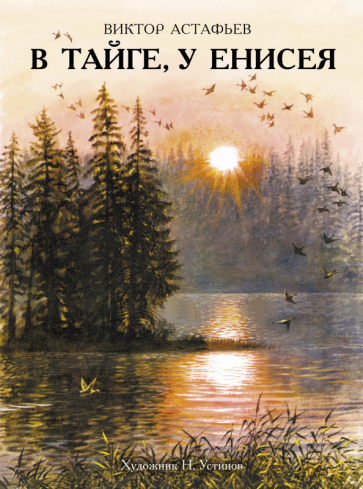 ВИКТОР АСТАФЬЕВ
В ТАЙГЕ, У ЕНИСЕЯ
Художник Н. Устинов